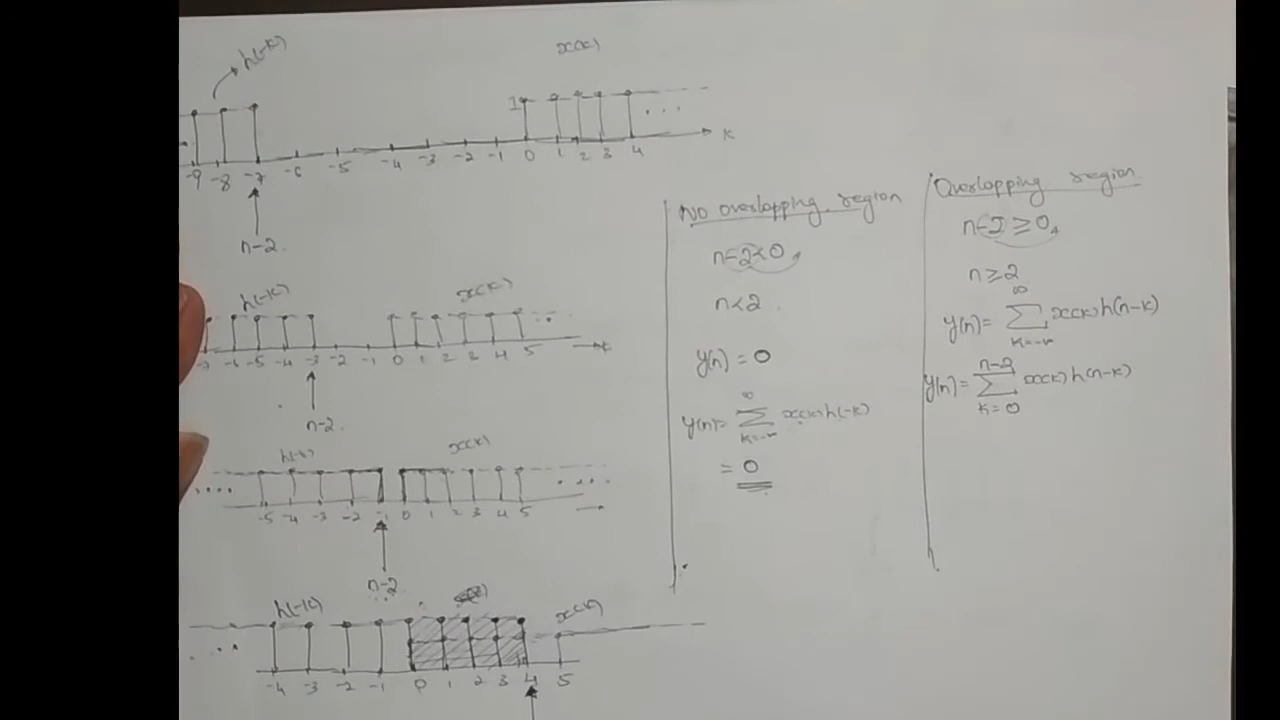 h(-k)
x(k)
1
-9 -8 -7 -6 -5 -4 -3 -2 -1 0 1 2 3 4 ... k
n-2
h(-k)
x(k)
-7 -6 -5 -4 -3 -2 -1 0 1 2 3 4 5 ... k
n-2
h(-k)
x(k)
.... -5 -4 -3 -2 -1 0 1 2 3 4 5 ....
n-2
h(-k)
x(k)
... -4 -3 -2 -1 0 1 2 3 4 5
No overlapping region
n-2<0
n<2
y(n) = 0
y(n) = ∞ Σ k=-∞ x(k) h(-k)
= 0
Overlapping region
n-2 ≥ 0
n ≥ 2
y(n) = ∞ Σ k=-∞ x(k) h(n-k)
y(n) = n-2 Σ k=0 x(k) h(n-k)